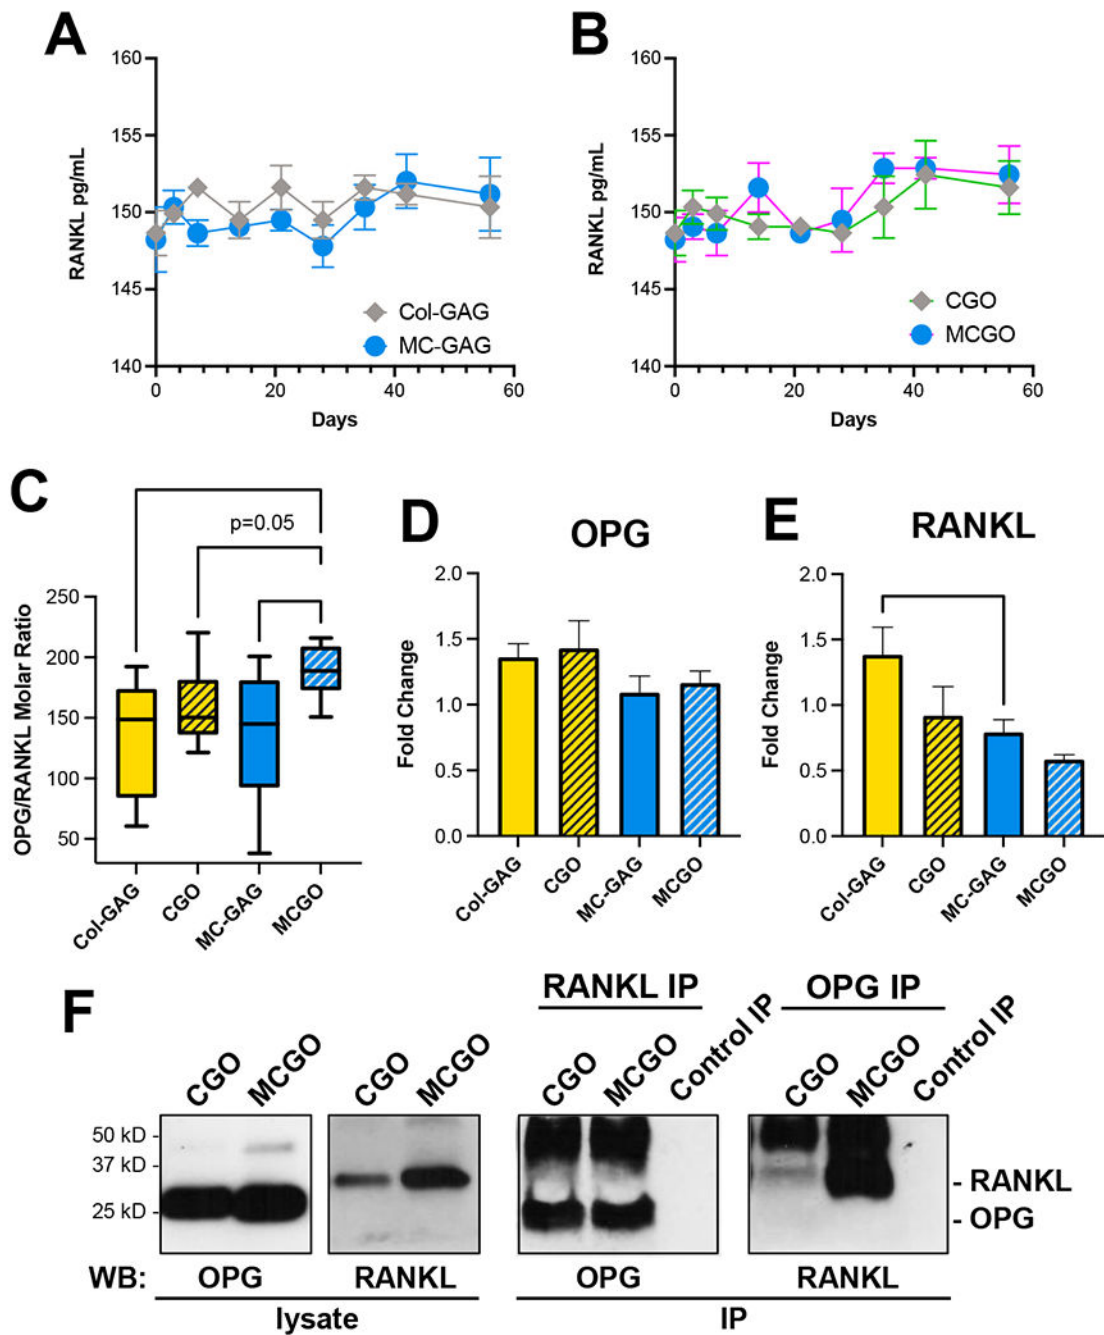 A
160
155
150
145
140
RANKL pg/mL
Col-GAG
MC-GAG
0 20 40 60
Days
B
160
155
150
145
140
RANKL pg/mL
CGO
MCGO
0 20 40 60
Days
C
p=0.05
OPG/RANKL Molar Ratio
250
200
150
100
50
Col-GAG CGO MC-GAG MCGO
D
OPG
Fold Change
2.0
1.5
1.0
0.5
0.0
Col-GAG CGO MC-GAG MCGO
E
RANKL
Fold Change
2.0
1.5
1.0
0.5
0.0
Col-GAG CGO MC-GAG MCGO
F
RANKL IP OPG IP
CGO MCGO CGO MCGO CGO MCGO Control IP CGO MCGO Control IP
50 kD -
37 kD -
25 kD -
- RANKL
- OPG
WB: OPG RANKL OPG RANKL
lysate IP